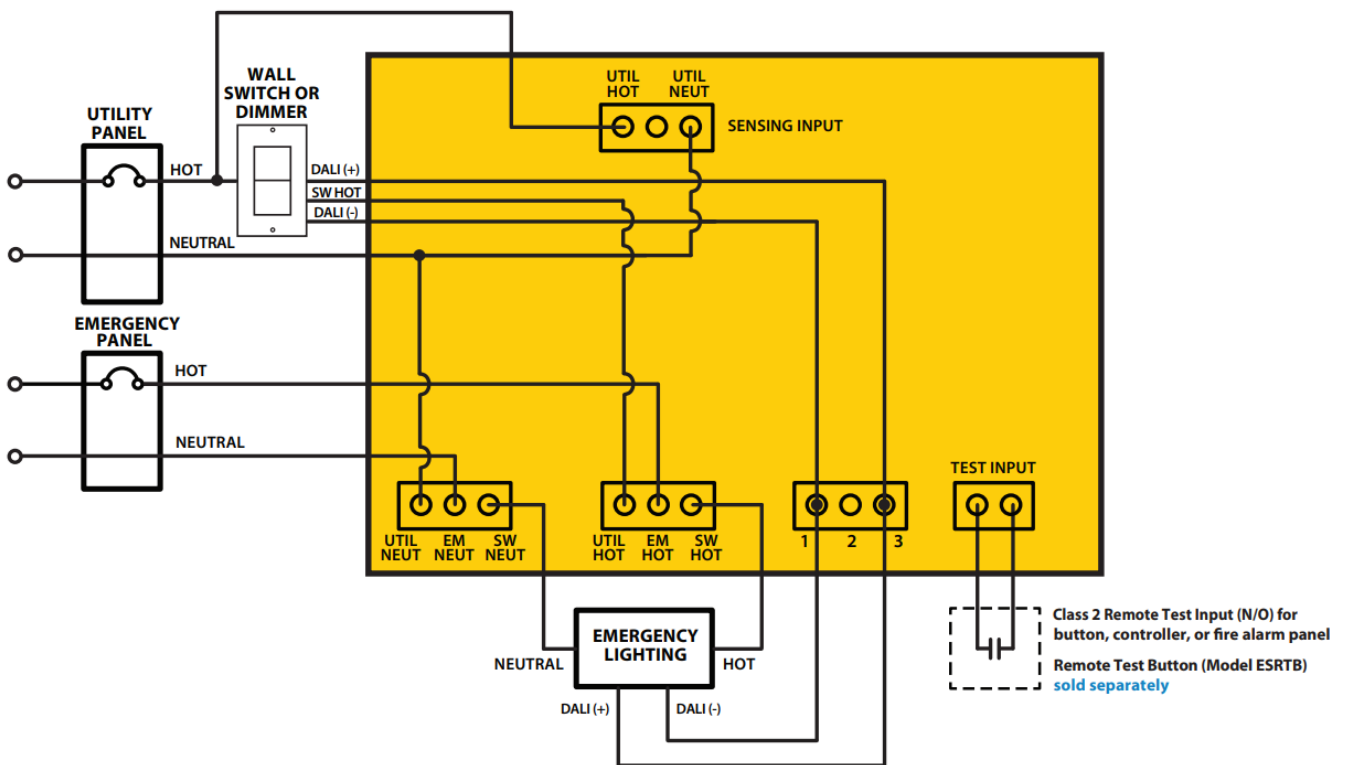 WALL
SWITCH OR
DIMMER
UTILITY
PANEL
UTIL
HOT
UTIL
NEUT
SENSING INPUT
HOT
DALI (+)
SW HOT
DALI (-)
NEUTRAL
EMERGENCY
PANEL
HOT
NEUTRAL
TEST INPUT
UTIL
NEUT
EM
NEUT
SW
NEUT
UTIL
HOT
EM
HOT
SW
HOT
1
2
3
EMERGENCY
LIGHTING
NEUTRAL
HOT
DALI (+)
DALI (-)
Class 2 Remote Test Input (N/O) for
button, controller, or fire alarm panel
Remote Test Button (Model ESRTB)
sold separately